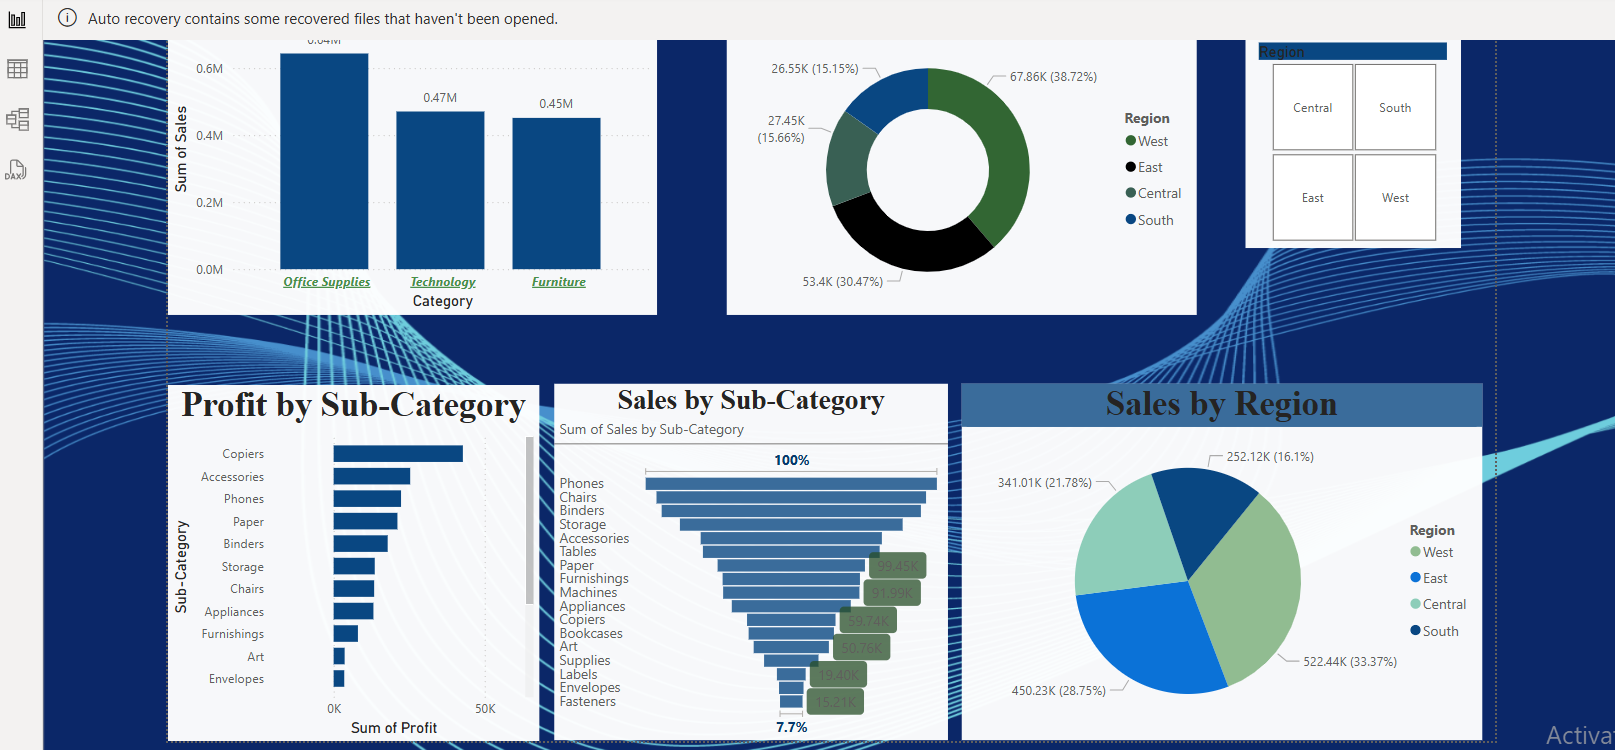 Auto recovery contains some recovered files that haven't been opened.
DAX
0.64M
0.6M
0.4M
0.2M
0.0M
Sum of Sales
0.47M
0.45M
Office Supplies
Technology
Furniture
Category
26.55K (15.15%)
67.86K (38.72%)
27.45K
(15.66%)
53.4K (30.47%)
Region
West
East
Central
South
Region
Central
South
East
West
Profit by Sub-Category
Sub-Category
Copiers
Accessories
Phones
Paper
Binders
Storage
Chairs
Appliances
Furnishings
Art
Envelopes
0K
50K
Sum of Profit
Sales by Sub-Category
Sum of Sales by Sub-Category
100%
Phones
Chairs
Binders
Storage
Accessories
Tables
Paper
99.45K
Furnishings
Machines
91.99K
Appliances
Copiers
59.74K
Bookcases
Art
50.76K
Supplies
Labels
19.40K
Envelopes
Fasteners
15.21K
7.7%
Sales by Region
252.12K (16.1%)
341.01K (21.78%)
450.23K (28.75%)
522.44K (33.37%)
Region
West
East
Central
South
Activa